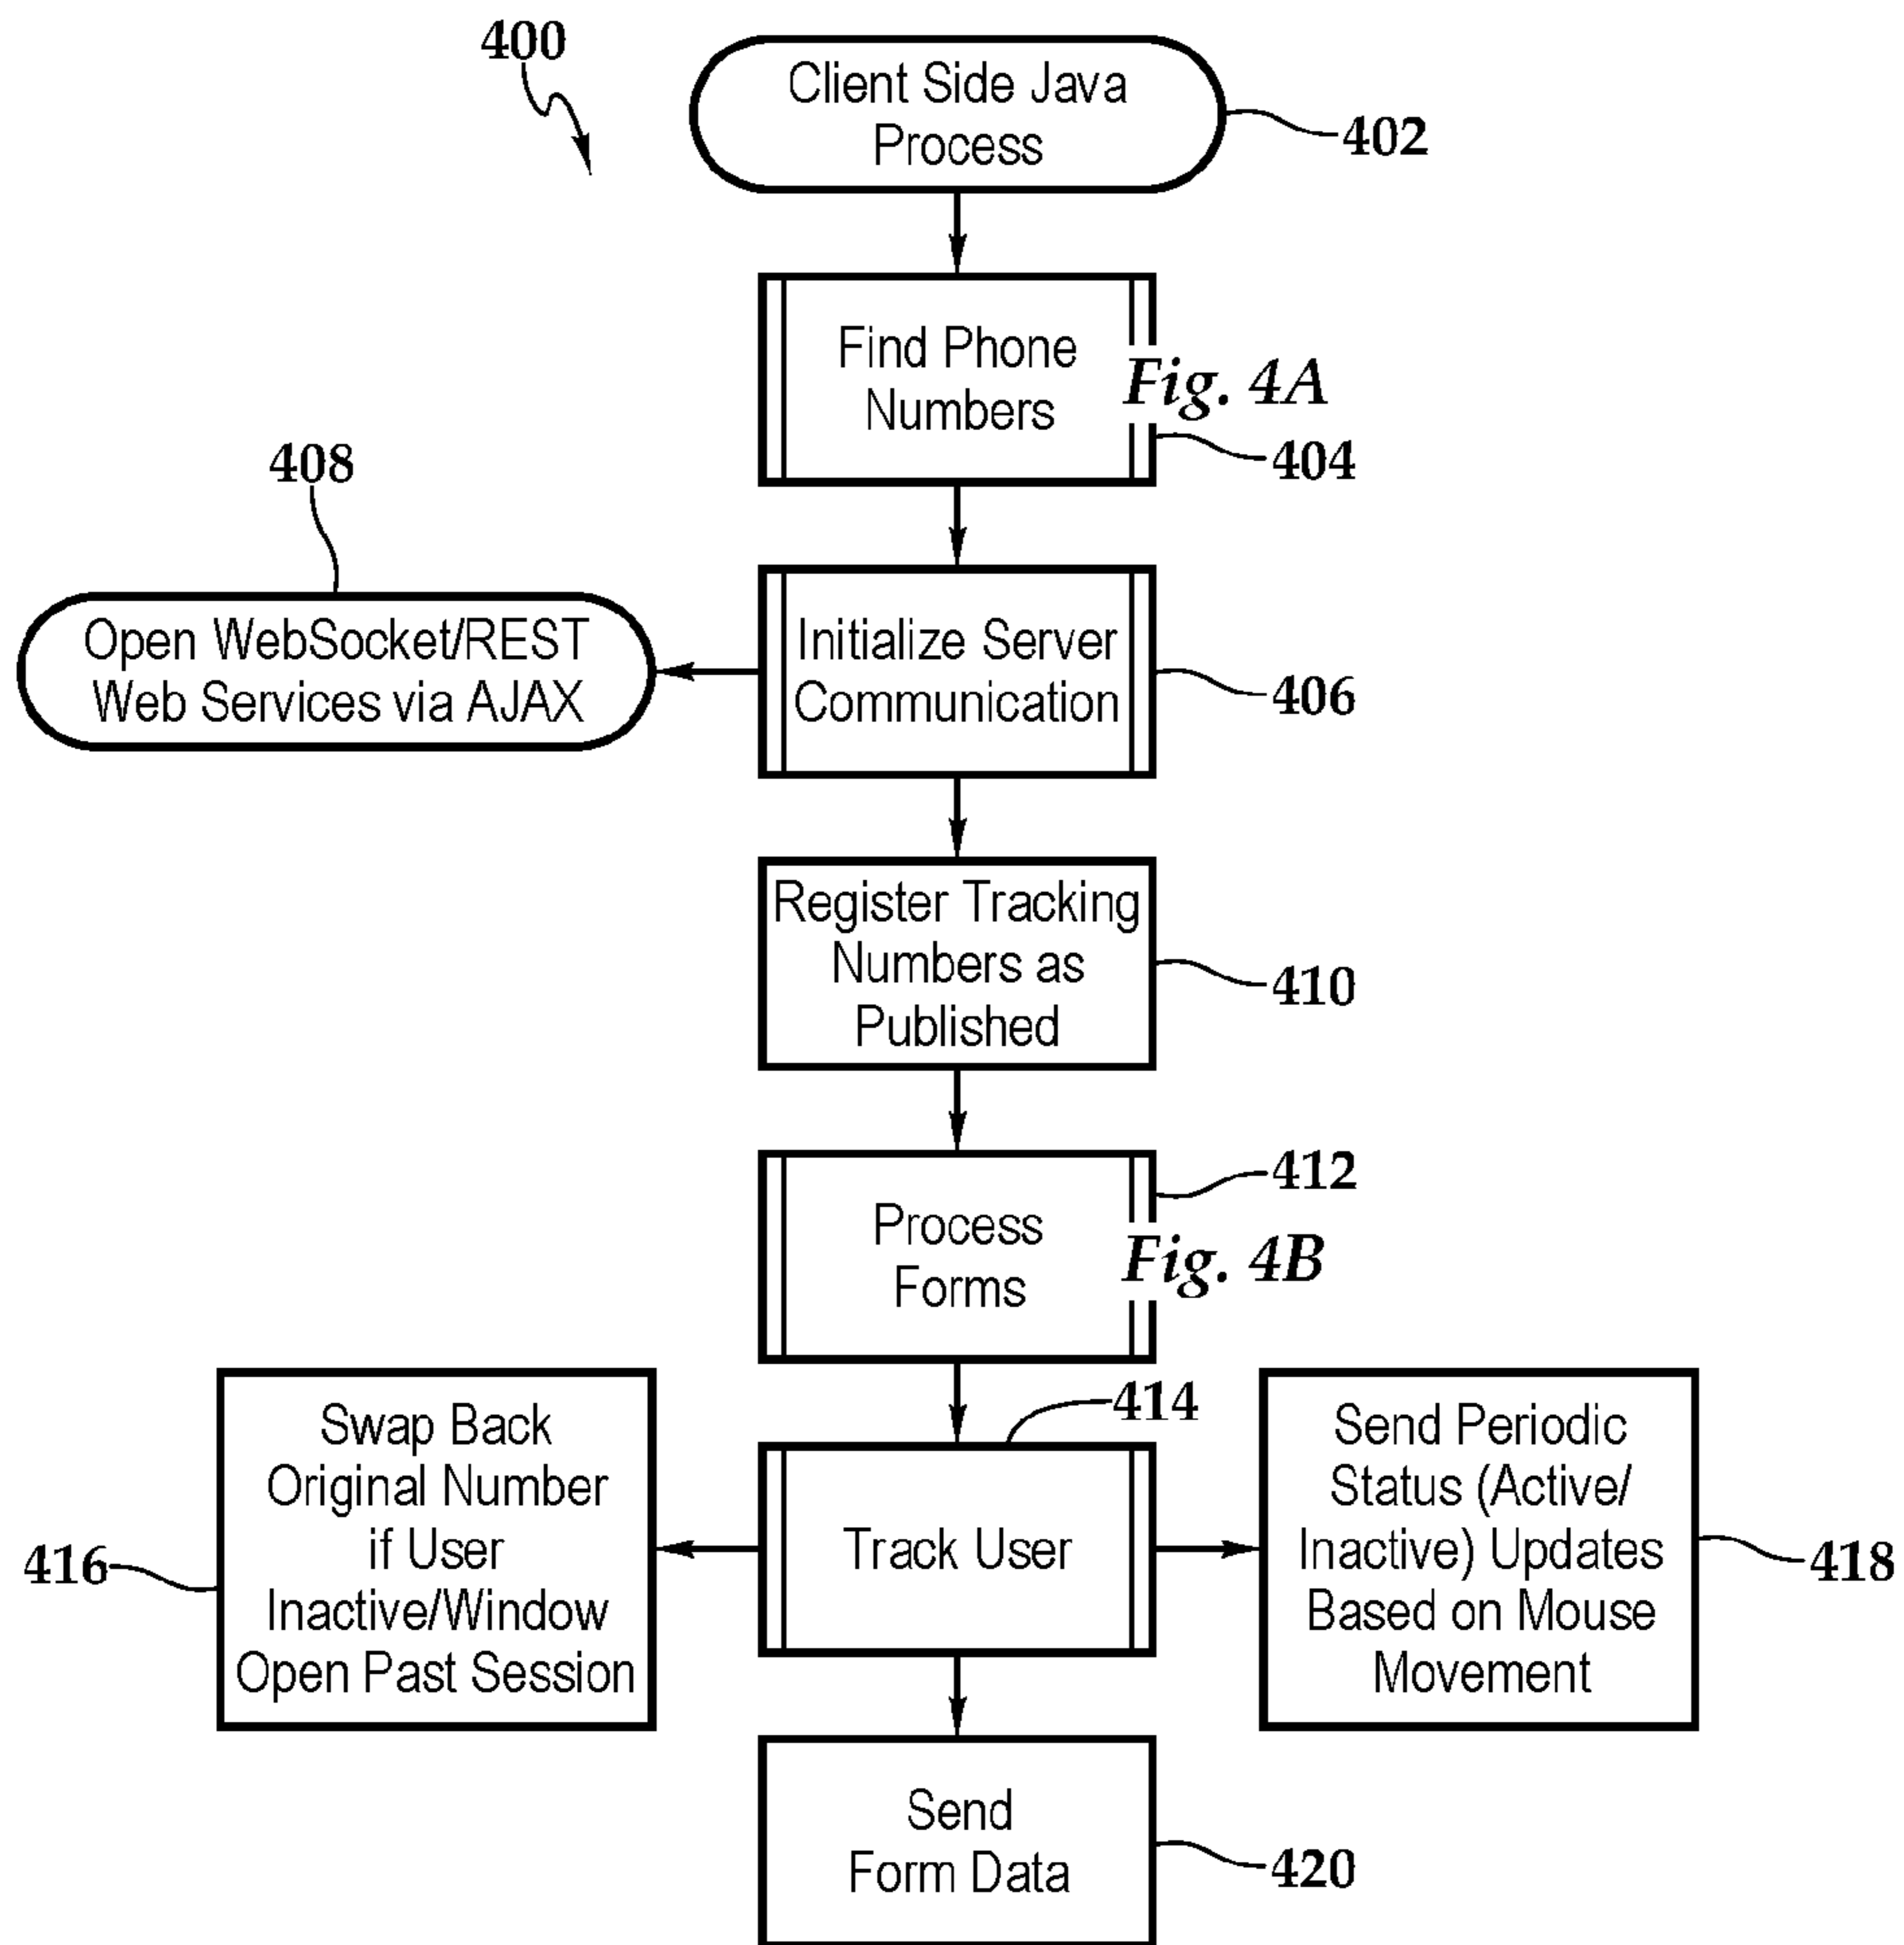 400
Client Side Java
Process
402
Find Phone
Numbers
Fig. 4A
404
408
Open WebSocket/REST
Web Services via AJAX
Initialize Server
Communication
406
Register Tracking
Numbers as
Published
410
412
Process
Forms
Fig. 4B
414
Swap Back
Original Number
if User
Inactive/Window
Open Past Session
416
Track User
Send Periodic
Status (Active/
Inactive) Updates
Based on Mouse
Movement
418
Send
Form Data
420